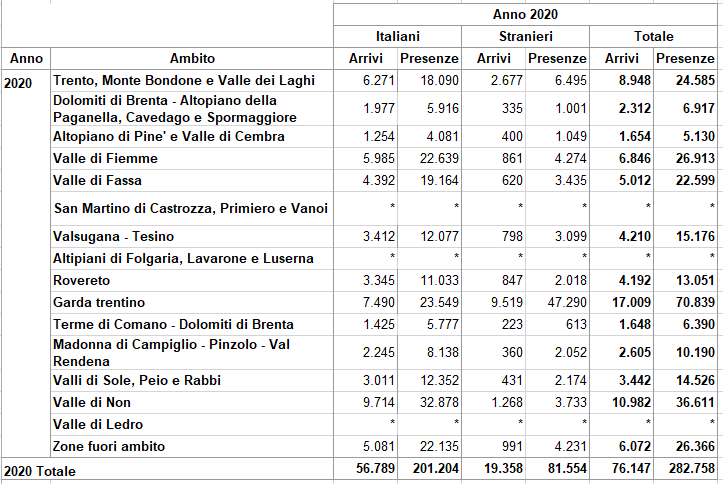 Anno 2020
Italiani Stranieri Totale
Anno Ambito Arrivi Presenze Arrivi Presenze Arrivi Presenze
2020 Trento, Monte Bondone e Valle dei Laghi 6.271 18.090 2.677 6.495 8.948 24.585
Dolomiti di Brenta - Altopiano della
Paganella, Cavedago e Spormaggiore 1.977 5.916 335 1.001 2.312 6.917
Altopiano di Pine' e Valle di Cembra 1.254 4.081 400 1.049 1.654 5.130
Valle di Fiemme 5.985 22.639 861 4.274 6.846 26.913
Valle di Fassa 4.392 19.164 620 3.435 5.012 22.599
San Martino di Castrozza, Primiero e Vanoi * * * * * *
Valsugana - Tesino 3.412 12.077 798 3.099 4.210 15.176
Altipiani di Folgaria, Lavarone e Luserna * * * * * *
Rovereto 3.345 11.033 847 2.018 4.192 13.051
Garda trentino 7.490 23.549 9.519 47.290 17.009 70.839
Terme di Comano - Dolomiti di Brenta 1.425 5.777 223 613 1.648 6.390
Madonna di Campiglio - Pinzolo - Val
Rendena 2.245 8.138 360 2.052 2.605 10.190
Valli di Sole, Peio e Rabbi 3.011 12.352 431 2.174 3.442 14.526
Valle di Non 9.714 32.878 1.268 3.733 10.982 36.611
Valle di Ledro * * * * * *
Zone fuori ambito 5.081 22.135 991 4.231 6.072 26.366
2020 Totale 56.789 201.204 19.358 81.554 76.147 282.758